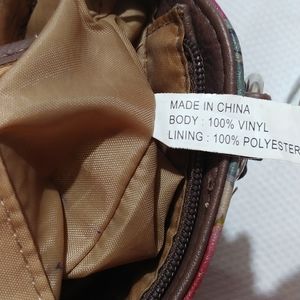 MADE IN CHINA
BODY : 100% VINYL
LINING : 100% POLYESTER